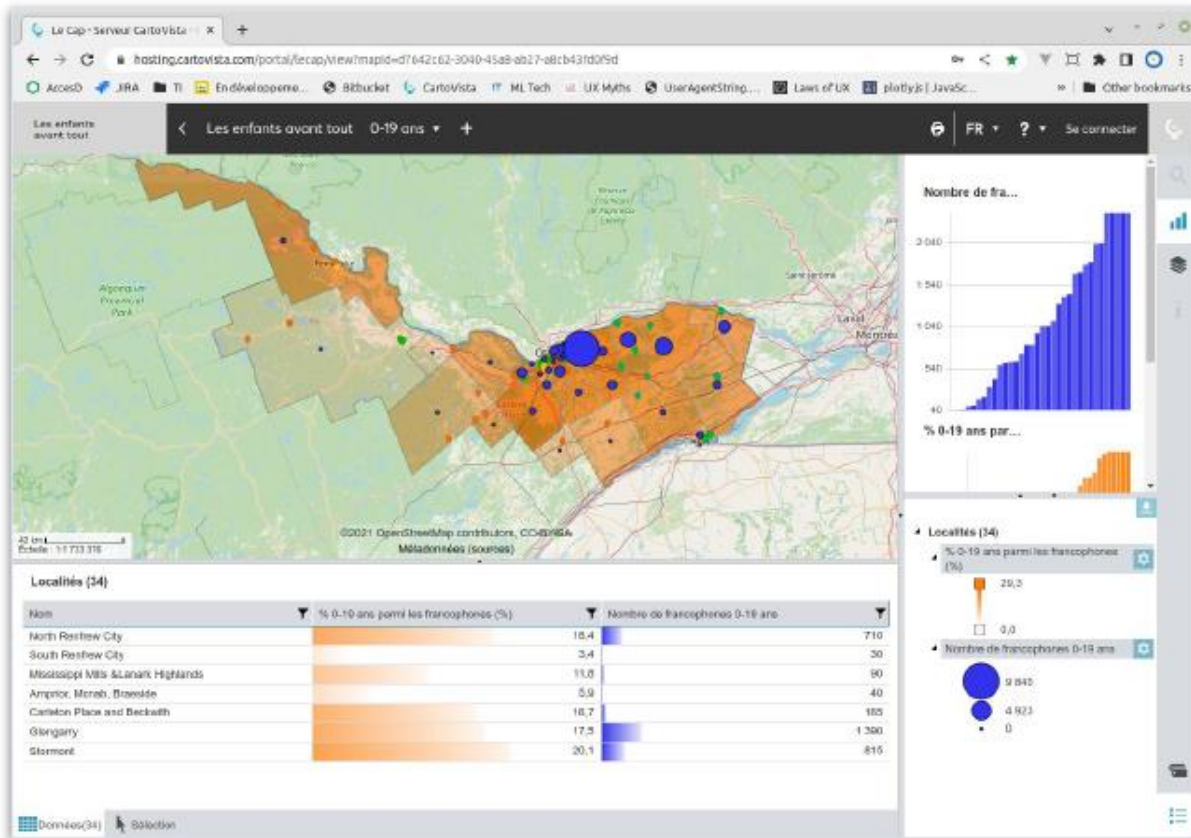 Le Cap - Serveur CartoVista
hosting.cartovista.com/portal/lecap/view?mapId=d7642c62-3040-45a8-ab27-a8cb43fd0f9d
AccesD JIRA TI En développeme... Bitbucket CartoVista ML Tech UX Myths UserAgentString.... Laws of UX plotly.js | JavaSc... » Other bookmarks
Les enfants
avant tout
Les enfants avant tout 0-19 ans + FR ? Se connecter
Nombre de fra...
2 040
1 540
1 040
540
40
% 0-19 ans par...
Algonquin
Provincial
Park
Laval
©2021 OpenStreetMap contributors, CC-BY-SA
Métadonnées (sources)
Échelle : 1:1 733 376
Localités (34)
Nom % 0-19 ans parmi les francophones (%) Nombre de francophones 0-19 ans
North Renfrew City 18,4 710
South Renfrew City 3,4 30
Mississippi Mills &Lanark Highlands 11,8 90
Arnprior, Mcnab, Braeside 5,9 40
Carleton Place and Beckwith 16,7 185
Glengarry 17,5 1 390
Stormont 20,1 815
Données(34) Sélection
Localités (34)
% 0-19 ans parmi les francophones
(%)
29,3
0,0
Nombre de francophones 0-19 ans
9 845
4 923
0